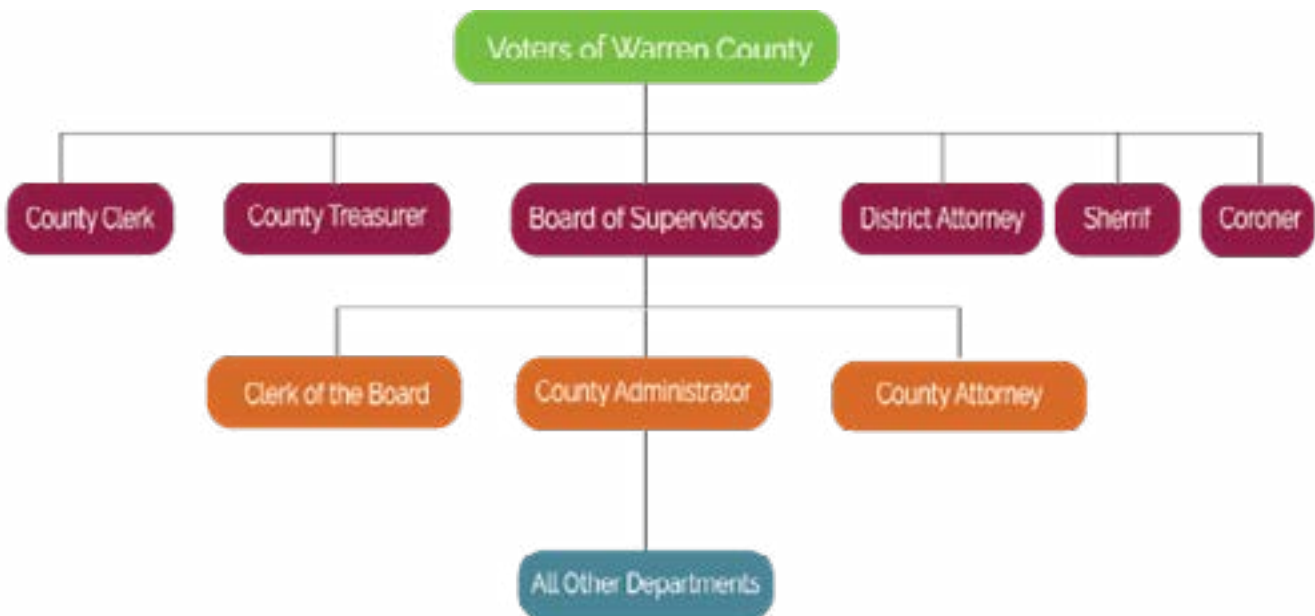 Voters of Warren County
County Clerk
County Treasurer
Board of Supervisors
District Attorney
Sherrif
Coroner
Clerk of the Board
County Administrator
County Attorney
All Other Departments